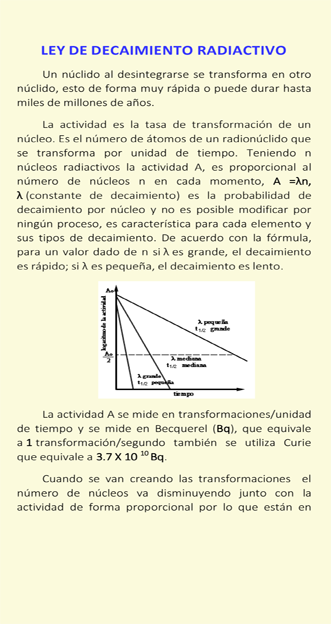 LEY DE DECAIMIENTO RADIACTIVO
Un núclido al desintegrarse se transforma en otro
núclido, esto de forma muy rápida o puede durar hasta
miles de millones de años.
La actividad es la tasa de transformación de un
núcleo. Es el número de átomos de un radionúclido que
se transforma por unidad de tiempo. Teniendo n
núcleos radiactivos la actividad A, es proporcional al
número de núcleos n en cada momento, A =λn,
λ (constante de decaimiento) es la probabilidad de
decaimiento por núcleo y no es posible modificar por
ningún proceso, es característica para cada elemento y
sus tipos de decaimiento. De acuerdo con la fórmula,
para un valor dado de n si λ es grande, el decaimiento
es rápido; si λ es pequeña, el decaimiento es lento.
logaritmo de la actividad
A₀
λ pequeña
t1/2 grande
A₀
2
λ mediana
t1/2 mediana
λ grande
t1/2 pequeña
tiempo
La actividad A se mide en transformaciones/unidad
de tiempo y se mide en Becquerel (Bq), que equivale
a 1 transformación/segundo también se utiliza Curie
que equivale a 3.7 X 10 ¹⁰ Bq.
Cuando se van creando las transformaciones el
número de núcleos va disminuyendo junto con la
actividad de forma proporcional por lo que están en